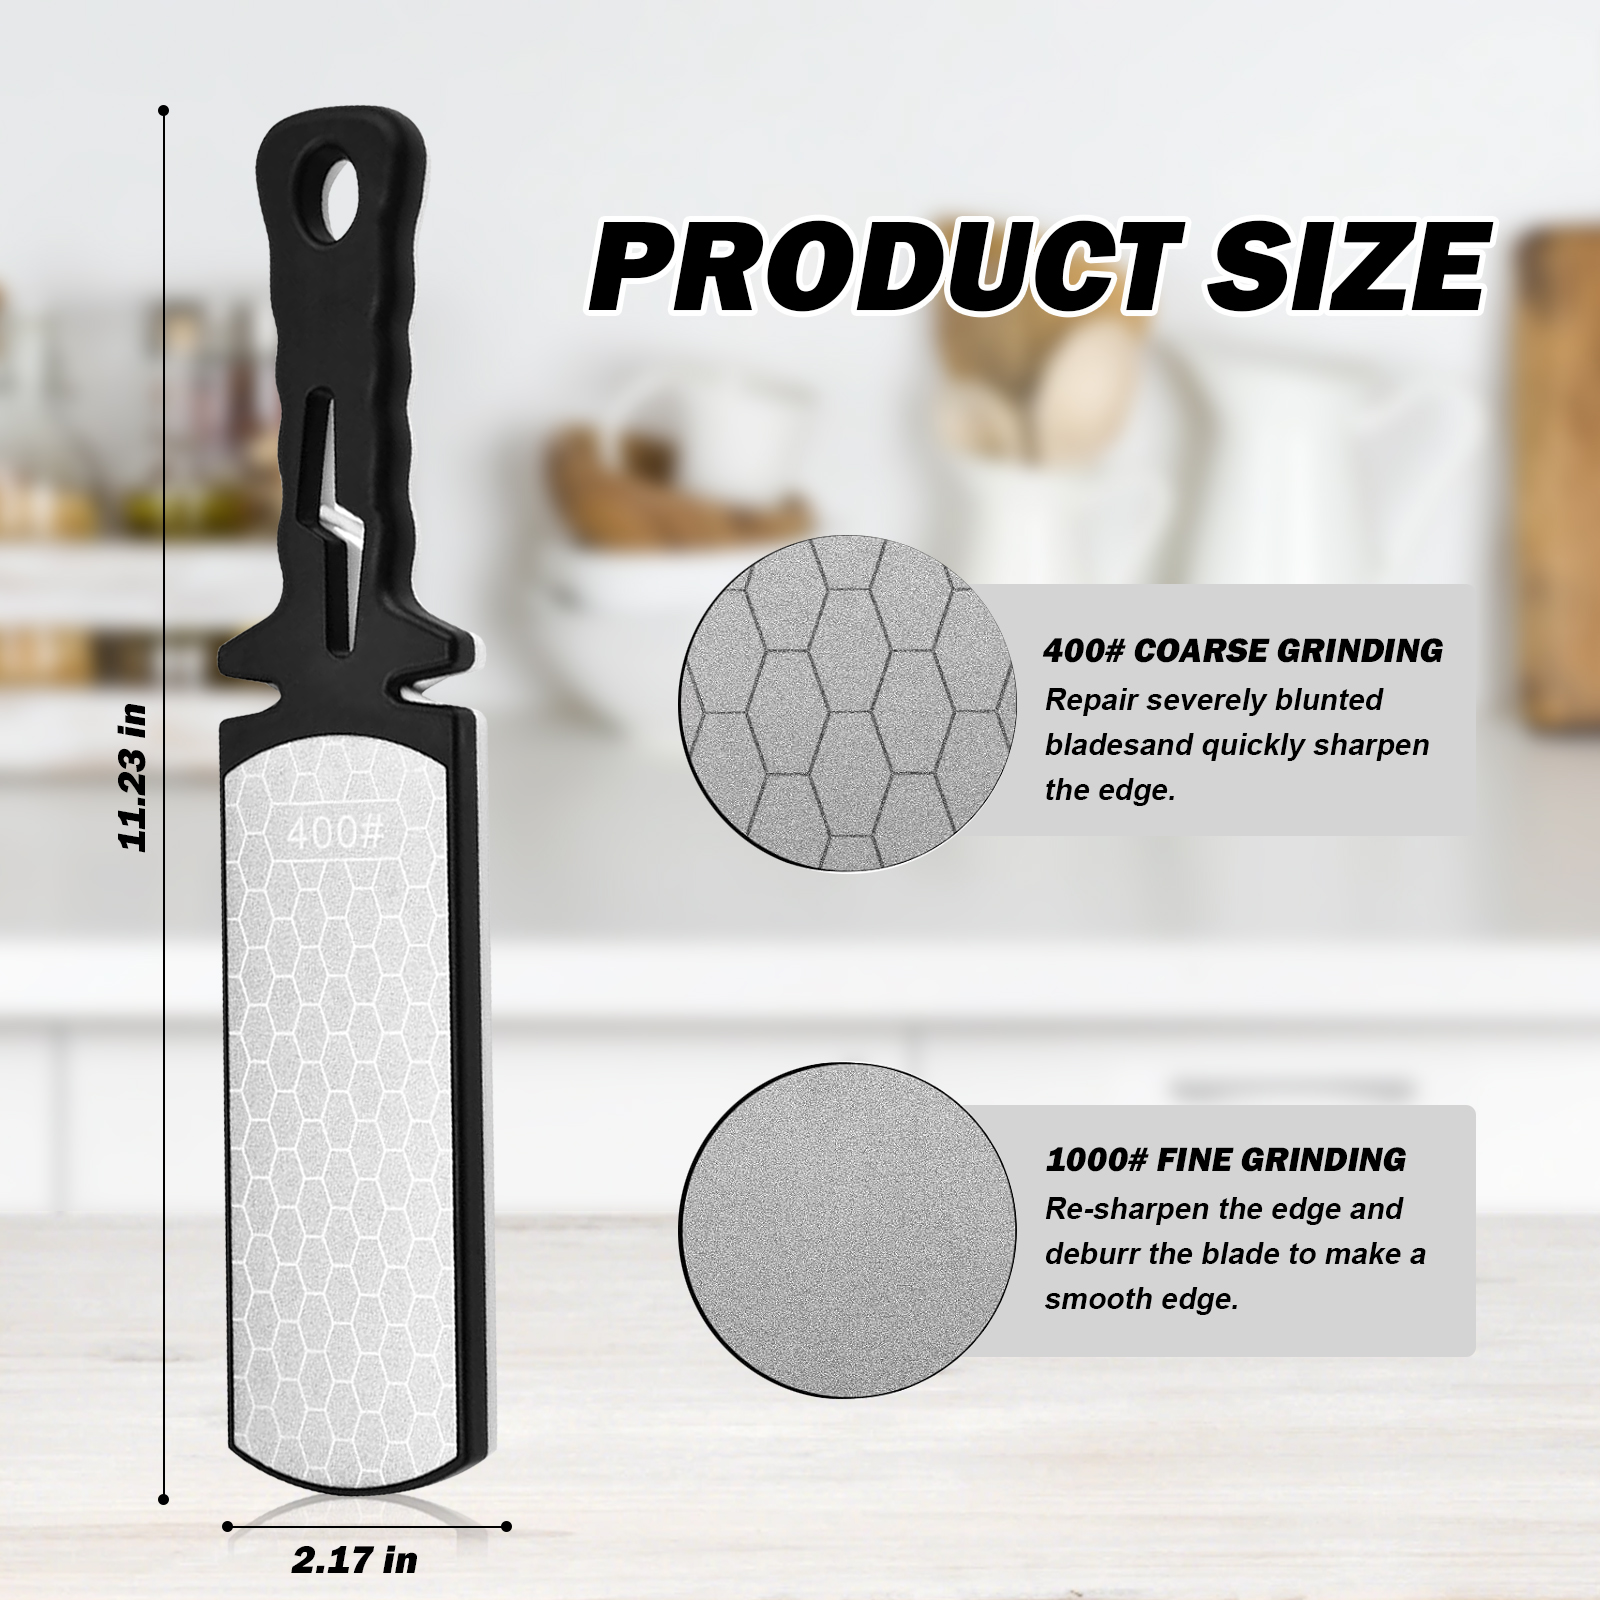 PRODUCT SIZE
11.23 in
400#
400# COARSE GRINDING
Repair severely blunted
bladesand quickly sharpen
the edge.
1000# FINE GRINDING
Re-sharpen the edge and
deburr the blade to make a
smooth edge.
2.17 in